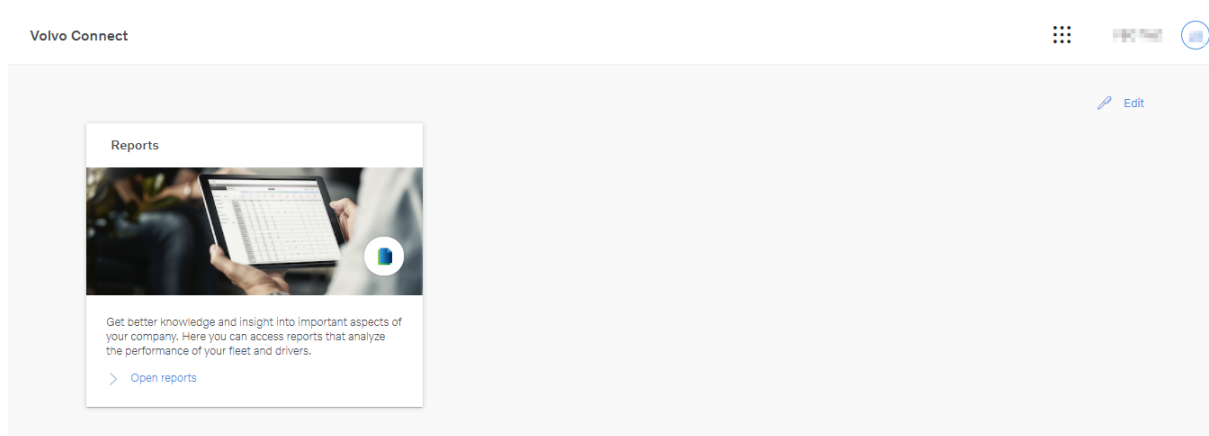 Volvo Connect
Edit
Reports
Get better knowledge and insight into important aspects of
your company. Here you can access reports that analyze
the performance of your fleet and drivers.
Open reports